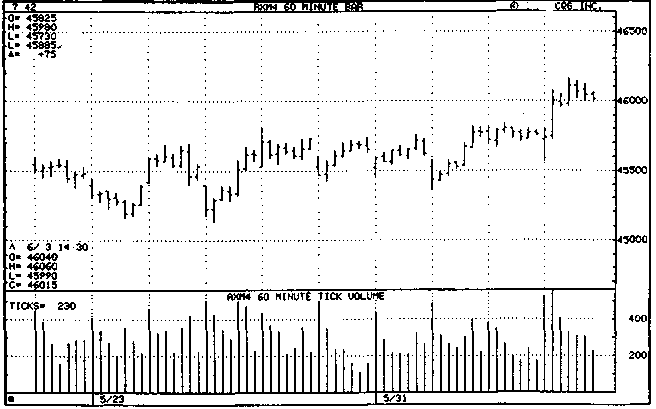 7 42 AXM4 60 MINUTE BAR © CQG INC.
O= 45825
H= 45980
L= 45730
L= 45885
Δ= +75
46500
46000
45500
45000
A 6/ 3 14 30
O= 46040
H= 46060
L= 45990
C= 46015
AXM4 60 MINUTE TICK VOLUME
TICKS= 230
400
200
5/23 5/31